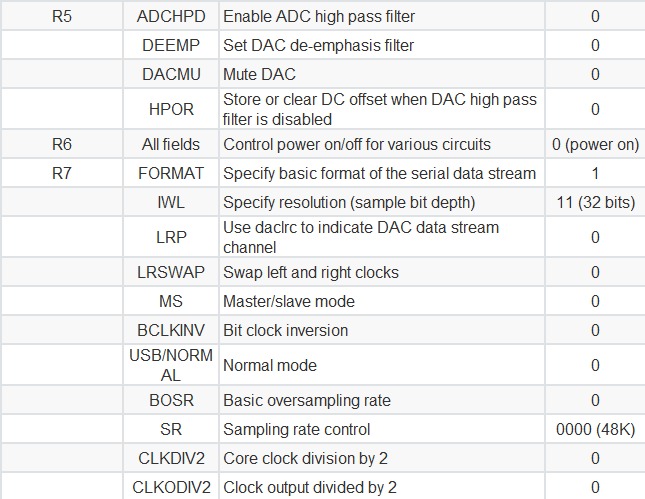 R5 ADCHPD Enable ADC high pass filter 0
DEEMP Set DAC de-emphasis filter 0
DACMU Mute DAC 0
HPOR Store or clear DC offset when DAC high pass
filter is disabled 0
R6 All fields Control power on/off for various circuits 0 (power on)
R7 FORMAT Specify basic format of the serial data stream 1
IWL Specify resolution (sample bit depth) 11 (32 bits)
LRP Use daclrc to indicate DAC data stream
channel 0
LRSWAP Swap left and right clocks 0
MS Master/slave mode 0
BCLKINV Bit clock inversion 0
USB/NORM
AL Normal mode 0
BOSR Basic oversampling rate 0
SR Sampling rate control 0000 (48K)
CLKDIV2 Core clock division by 2 0
CLKODIV2 Clock output divided by 2 0